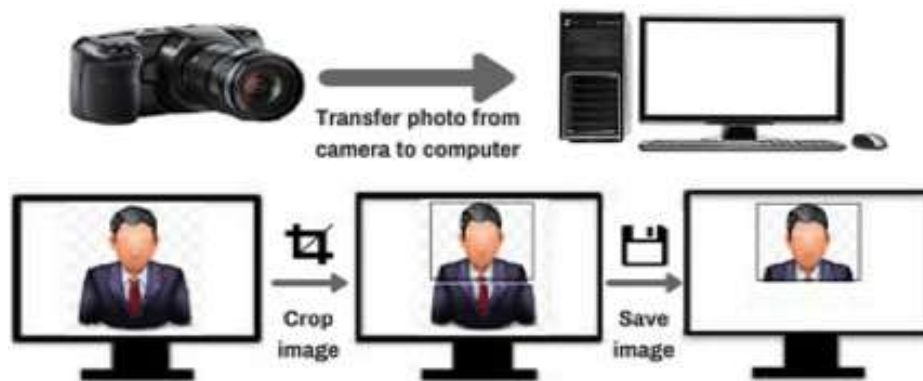 Transfer photo from
camera to computer
Crop
image
Save
image